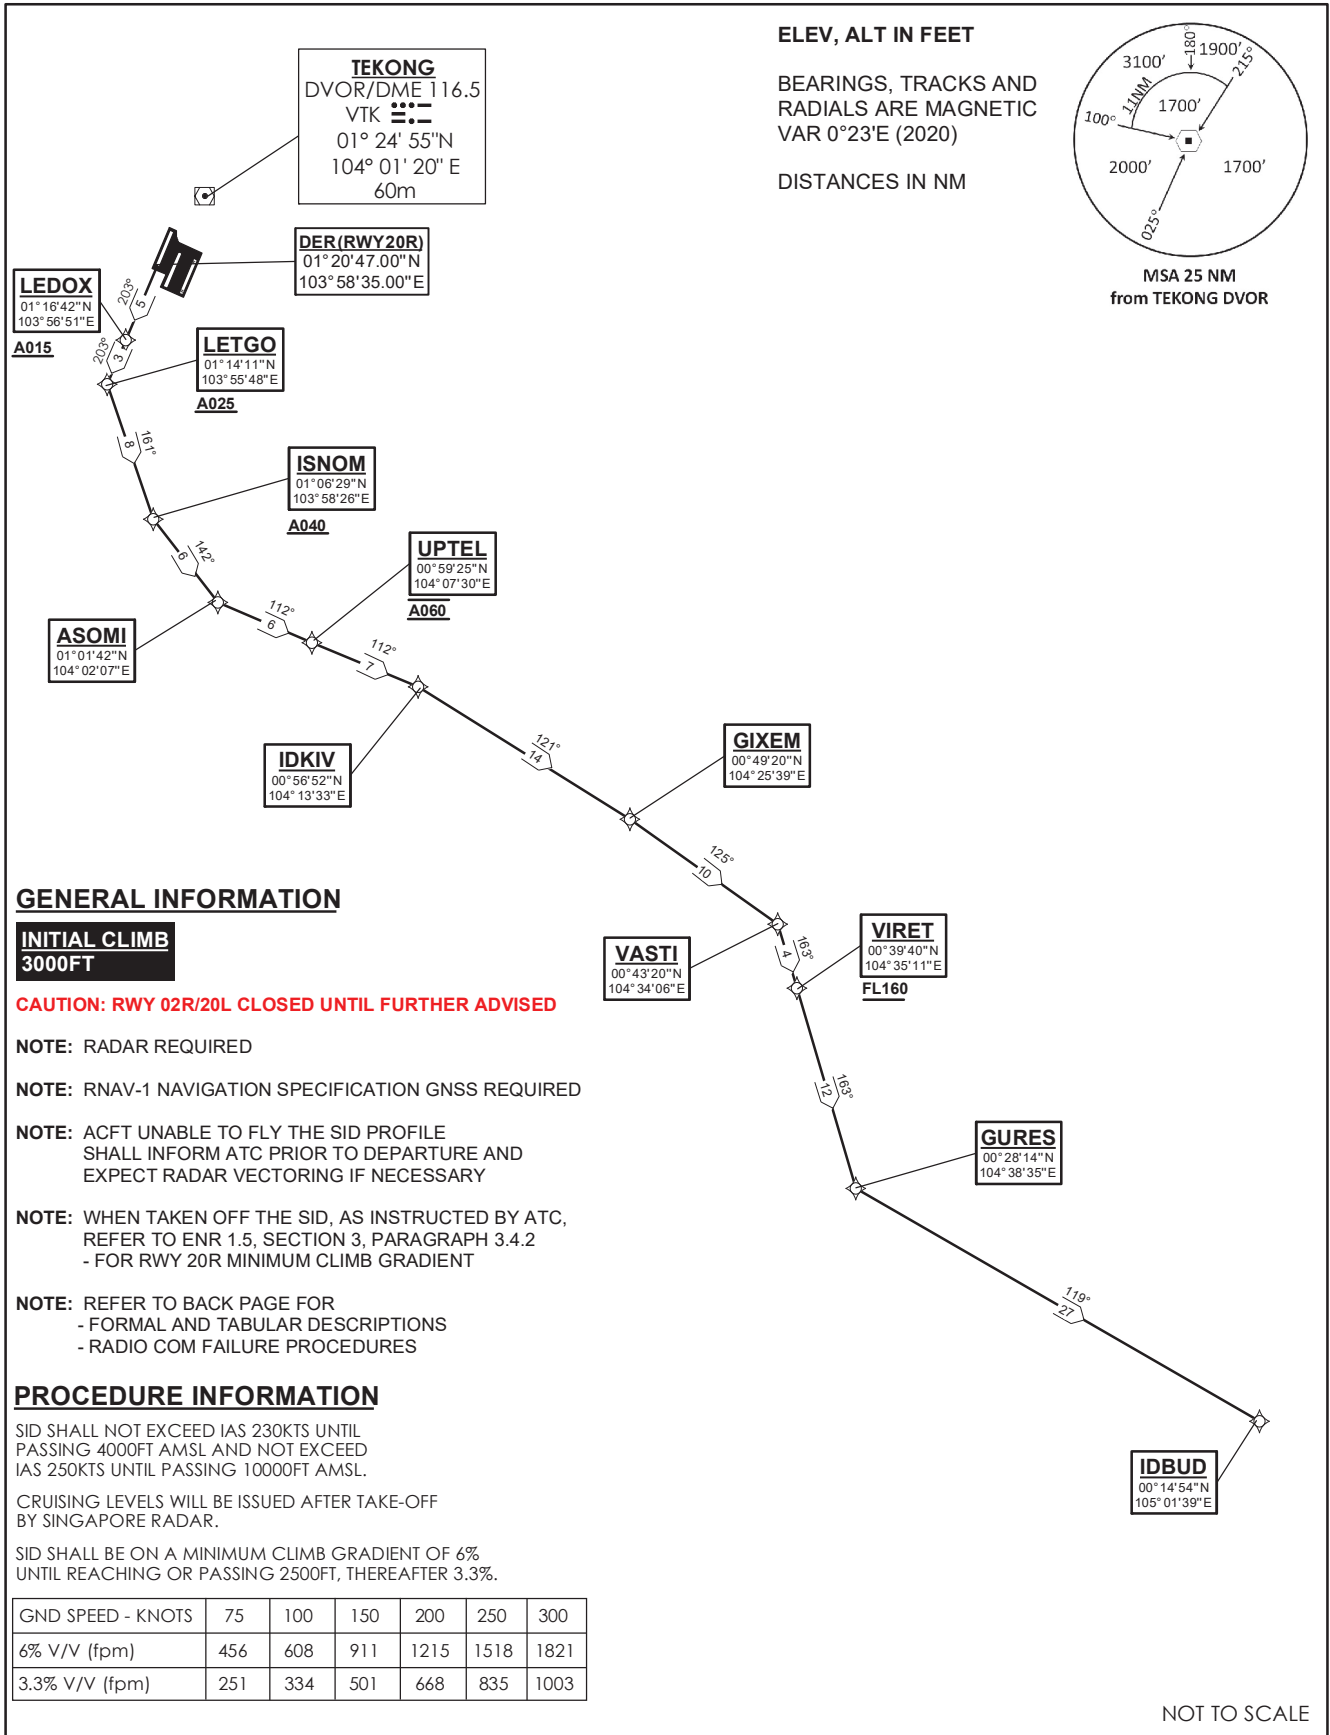 ELEV, ALT IN FEET
BEARINGS, TRACKS AND
RADIALS ARE MAGNETIC
VAR 0°23'E (2020)
DISTANCES IN NM
180°
1900'
215°
3100'
11NM
1700'
100°
2000'
1700'
025°
MSA 25 NM
from TEKONG DVOR
TEKONG
DVOR/DME 116.5
VTK
01° 24' 55"N
104° 01' 20" E
60m
DER(RWY20R)
01°20'47.00"N
103°58'35.00"E
LEDOX
01°16'42"N
103°56'51"E
A015
203°
5
203°
3
LETGO
01°14'11"N
103°55'48"E
A025
161°
8
ISNOM
01°06'29"N
103°58'26"E
A040
142°
6
UPTEL
00°59'25"N
104°07'30"E
A060
ASOMI
01°01'42"N
104°02'07"E
112°
6
112°
7
IDKIV
00°56'52"N
104°13'33"E
121°
14
GIXEM
00°49'20"N
104°25'39"E
125°
10
VASTI
00°43'20"N
104°34'06"E
163°
4
VIRET
00°39'40"N
104°35'11"E
FL160
163°
12
GURES
00°28'14"N
104°38'35"E
119°
27
IDBUD
00°14'54"N
105°01'39"E
GENERAL INFORMATION
INITIAL CLIMB
3000FT
CAUTION: RWY 02R/20L CLOSED UNTIL FURTHER ADVISED
NOTE: RADAR REQUIRED
NOTE: RNAV-1 NAVIGATION SPECIFICATION GNSS REQUIRED
NOTE: ACFT UNABLE TO FLY THE SID PROFILE
SHALL INFORM ATC PRIOR TO DEPARTURE AND
EXPECT RADAR VECTORING IF NECESSARY
NOTE: WHEN TAKEN OFF THE SID, AS INSTRUCTED BY ATC,
REFER TO ENR 1.5, SECTION 3, PARAGRAPH 3.4.2
- FOR RWY 20R MINIMUM CLIMB GRADIENT
NOTE: REFER TO BACK PAGE FOR
- FORMAL AND TABULAR DESCRIPTIONS
- RADIO COM FAILURE PROCEDURES
PROCEDURE INFORMATION
SID SHALL NOT EXCEED IAS 230KTS UNTIL
PASSING 4000FT AMSL AND NOT EXCEED
IAS 250KTS UNTIL PASSING 10000FT AMSL.
CRUISING LEVELS WILL BE ISSUED AFTER TAKE-OFF
BY SINGAPORE RADAR.
SID SHALL BE ON A MINIMUM CLIMB GRADIENT OF 6%
UNTIL REACHING OR PASSING 2500FT, THEREAFTER 3.3%.
GND SPEED - KNOTS 75 100 150 200 250 300
6% V/V (fpm) 456 608 911 1215 1518 1821
3.3% V/V (fpm) 251 334 501 668 835 1003
NOT TO SCALE